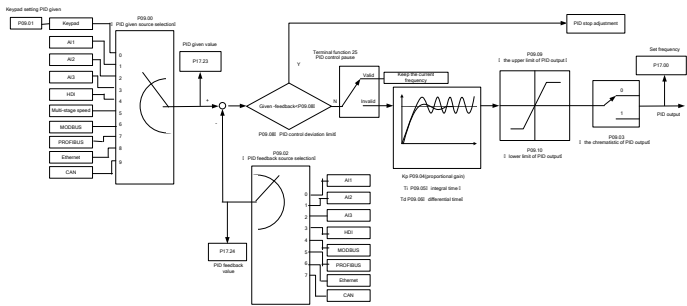 Keypad setting PID given
P09.01
Keypad
AI1
AI2
AI3
HDI
Multi-stage speed
MODBUS
PROFIBUS
Ethernet
CAN
P09.00
PID given source selection
0
1
2
3
4
5
6
7
8
9
PID given value
P17.23
+
-
Y
Given -feedback<P09.08
N
P09.08 PID control deviation limit
Terminal function 25
PID control pause
Valid
Invalid
Keep the current
frequency
PID stop adjustment
P09.02
PID feedback source selection
0
1
2
3
4
5
6
7
AI1
AI2
AI3
HDI
MODBUS
PROFIBUS
Ethernet
CAN
P17.24
PID feedback
value
Kp P09.04(proportional gain)
Ti P09.05 integral time
Td P09.06 differential time
P09.09
the upper limit of PID output
P09.10
lower limit of PID output
0
1
P09.03
the chrematistic of PID output
Set frequency
P17.00
PID output